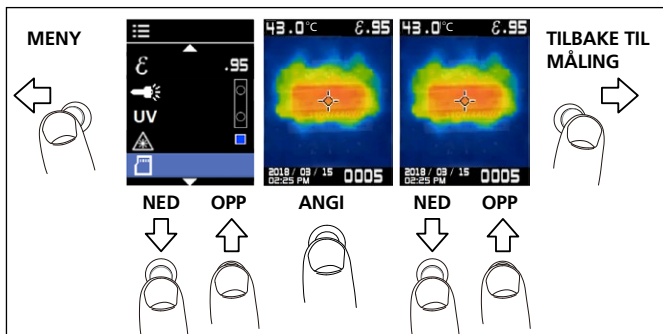 MENY
ε .95
UV
43.0°C ε.95
2018 / 03 / 15
02:25 PM 0005
43.0°C ε.95
2018 / 03 / 15
02:25 PM 0005
TILBAKE TIL
MÅLING
NED OPP ANGI NED OPP